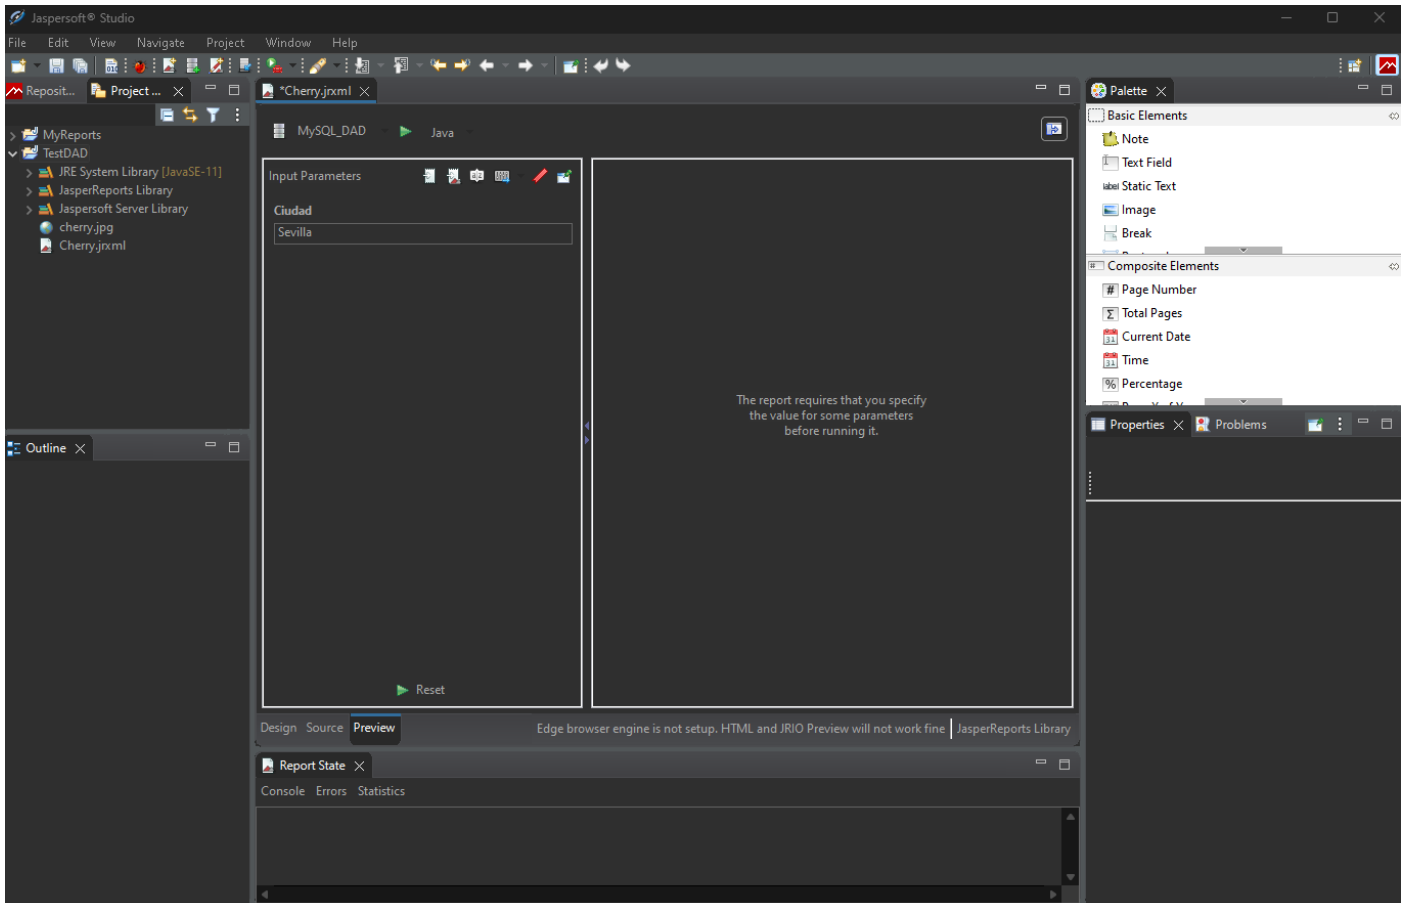 Jaspersoft® Studio
File Edit View Navigate Project Window Help
Reposit... Project ...
MyReports
TestDAD
JRE System Library [JavaSE-11]
JasperReports Library
Jaspersoft Server Library
cherry.jpg
Cherry.jrxml
Outline
*Cherry.jrxml
MySQL_DAD Java
Input Parameters
Ciudad
Sevilla
Reset
The report requires that you specify
the value for some parameters
before running it.
Design Source Preview Edge browser engine is not setup. HTML and JRIO Preview will not work fine JasperReports Library
Report State
Console Errors Statistics
Palette
Basic Elements
Note
Text Field
label Static Text
Image
Break
Composite Elements
# Page Number
Σ Total Pages
31 Current Date
31 Time
% Percentage
Properties Problems